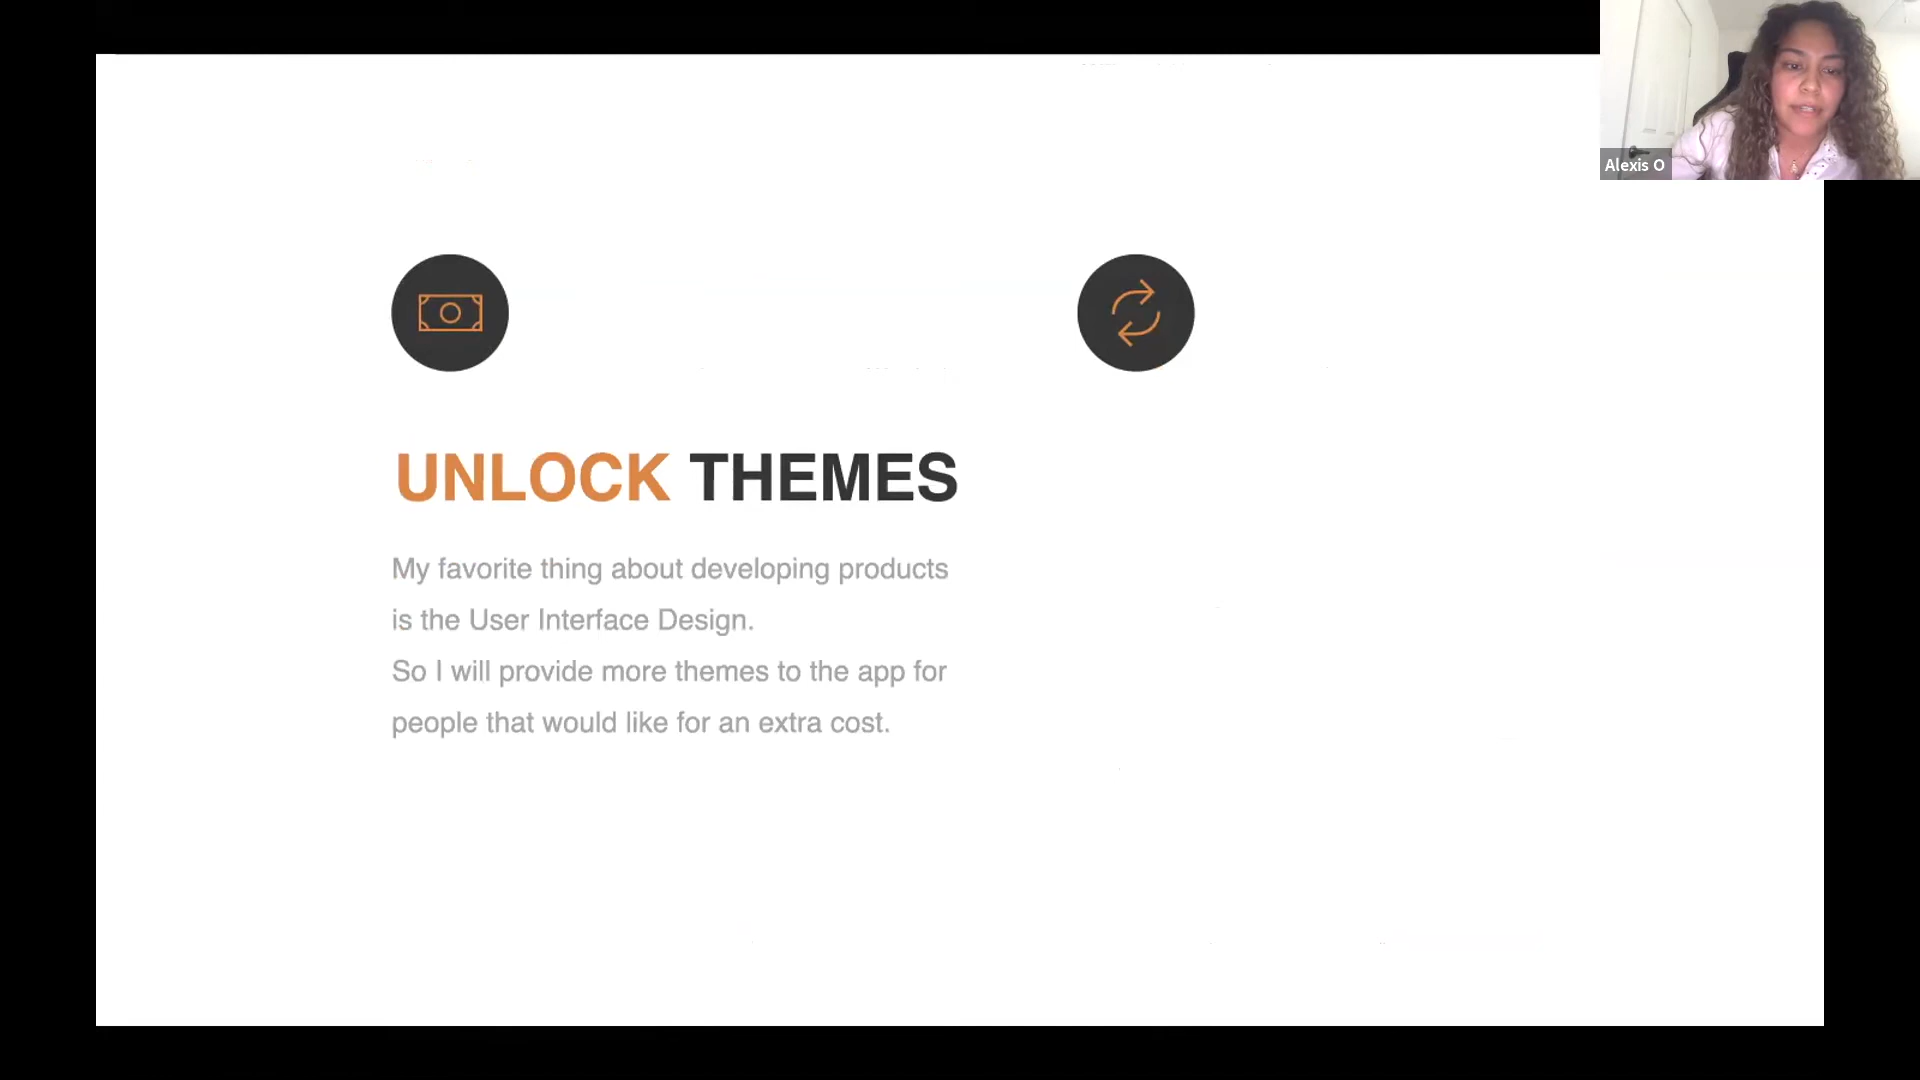 Alexis O
UNLOCK THEMES
My favorite thing about developing products
is the User Interface Design.
So I will provide more themes to the app for
people that would like for an extra cost.